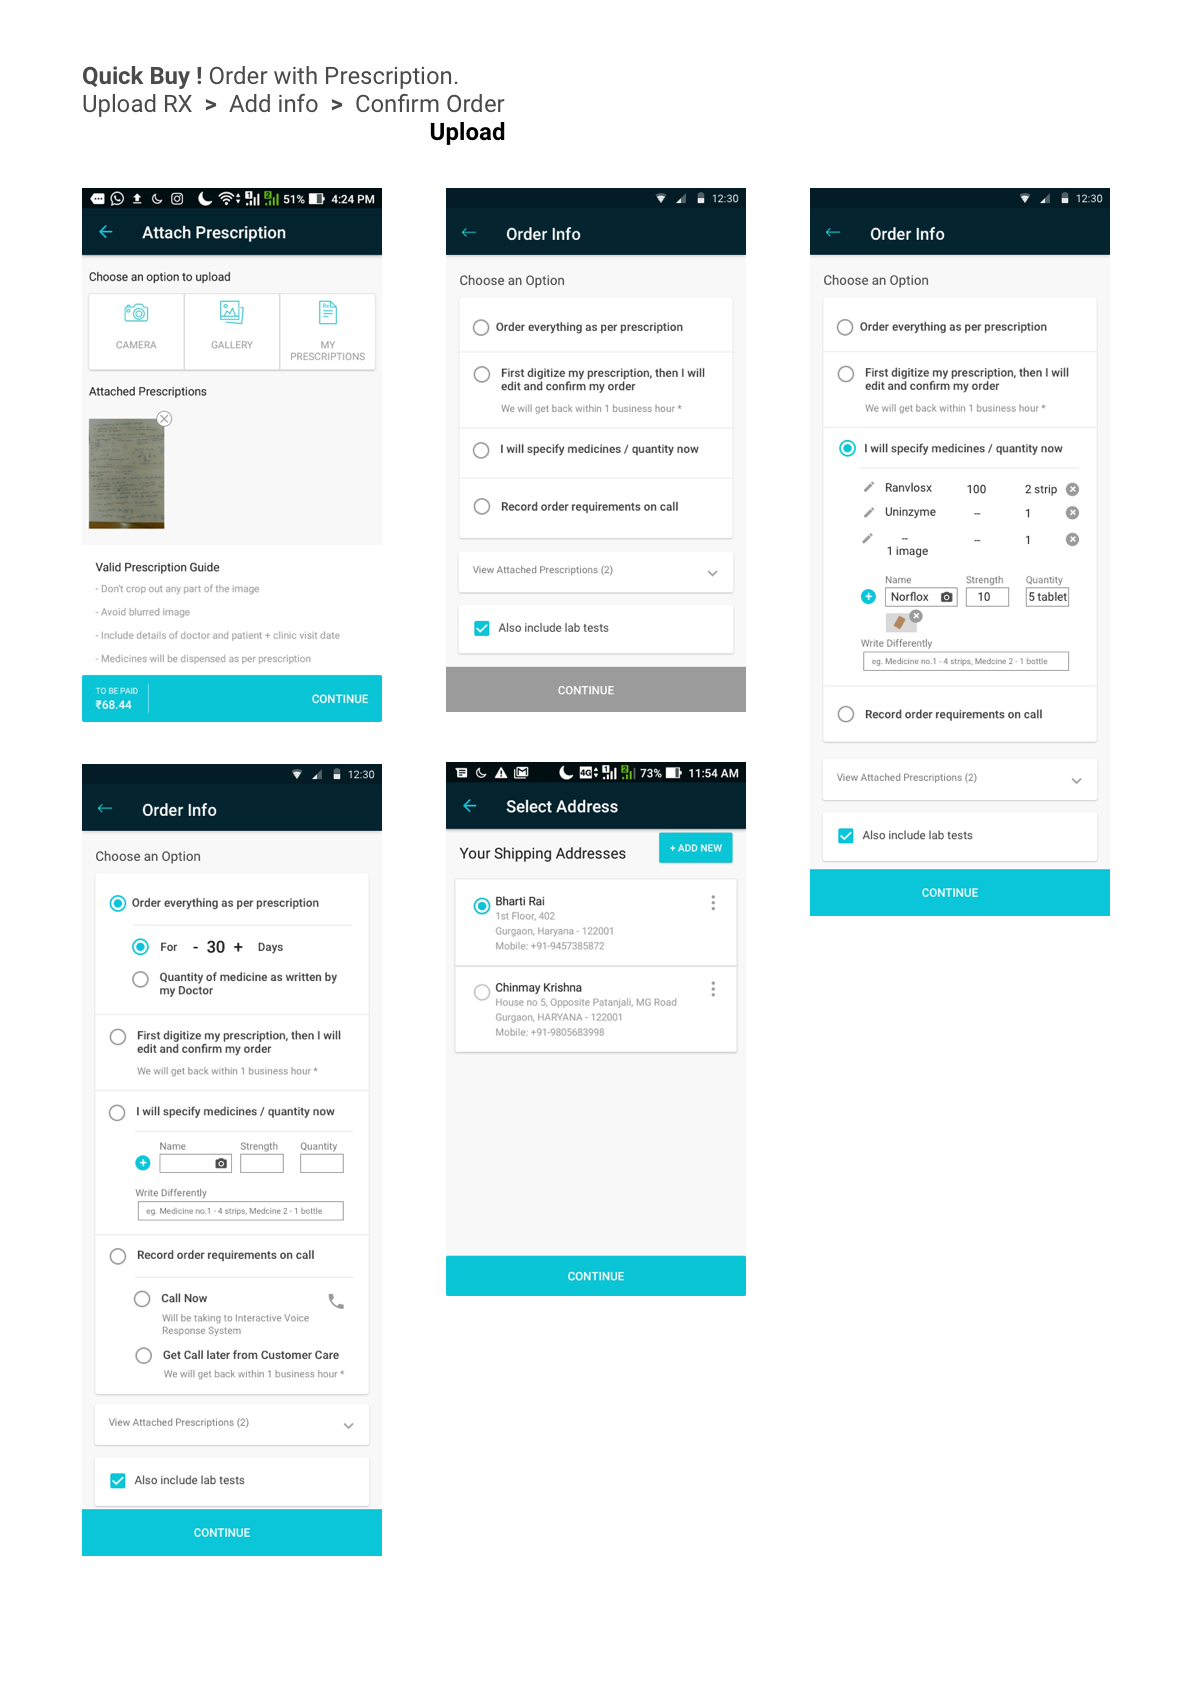 Quick Buy ! Order with Prescription.
Upload RX > Add info > Confirm Order
Upload
51% 4:24 PM
Attach Prescription
Choose an option to upload
CAMERA
GALLERY
MY
PRESCRIPTIONS
Attached Prescriptions
Valid Prescription Guide
- Don't crop out any part of the image
- Avoid blurred image
- Include details of doctor and patient + clinic visit date
- Medicines will be dispensed as per prescription
TO BE PAID
₹68.44
CONTINUE
12:30
Order Info
Choose an Option
Order everything as per prescription
First digitize my prescription, then I will
edit and confirm my order
We will get back within 1 business hour *
I will specify medicines / quantity now
Record order requirements on call
View Attached Prescriptions (2)
Also include lab tests
CONTINUE
12:30
Order Info
Choose an Option
Order everything as per prescription
First digitize my prescription, then I will
edit and confirm my order
We will get back within 1 business hour *
I will specify medicines / quantity now
Ranvlosx 100 2 strip
Uninzyme -- 1
-- -- 1
1 image
Name Strength Quantity
Norflox 10 5 tablet
Write Differently
eg. Medicine no.1 - 4 strips, Medcine 2 - 1 bottle
Record order requirements on call
View Attached Prescriptions (2)
Also include lab tests
CONTINUE
12:30
Order Info
Choose an Option
Order everything as per prescription
For - 30 + Days
Quantity of medicine as written by
my Doctor
First digitize my prescription, then I will
edit and confirm my order
We will get back within 1 business hour *
I will specify medicines / quantity now
Name Strength Quantity
Write Differently
eg. Medicine no.1 - 4 strips, Medcine 2 - 1 bottle
Record order requirements on call
Call Now
Will be taking to Interactive Voice
Response System
Get Call later from Customer Care
We will get back within 1 business hour *
View Attached Prescriptions (2)
Also include lab tests
CONTINUE
4G 73% 11:54 AM
Select Address
Your Shipping Addresses
+ ADD NEW
Bharti Rai
1st Floor, 402
Gurgaon, Haryana - 122001
Mobile: +91-9457385872
Chinmay Krishna
House no 5, Opposite Patanjali, MG Road
Gurgaon, HARYANA - 122001
Mobile: +91-9805683998
CONTINUE